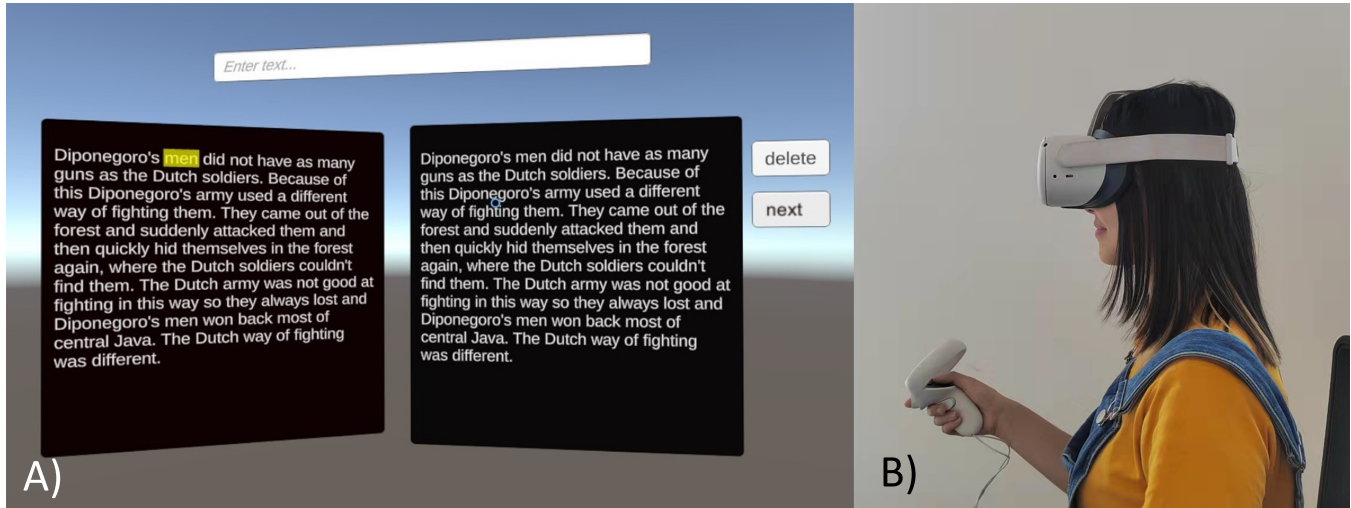 Enter text...
Diponegoro's men did not have as many
guns as the Dutch soldiers. Because of
this Diponegoro's army used a different
way of fighting them. They came out of the
forest and suddenly attacked them and
then quickly hid themselves in the forest
again, where the Dutch soldiers couldn't
find them. The Dutch army was not good at
fighting in this way so they always lost and
Diponegoro's men won back most of
central Java. The Dutch way of fighting
was different.
Diponegoro's men did not have as many
guns as the Dutch soldiers. Because of
this Diponegoro's army used a different
way of fighting them. They came out of the
forest and suddenly attacked them and
then quickly hid themselves in the forest
again, where the Dutch soldiers couldn't
find them. The Dutch army was not good at
fighting in this way so they always lost and
Diponegoro's men won back most of
central Java. The Dutch way of fighting
was different.
delete
next
A)
B)